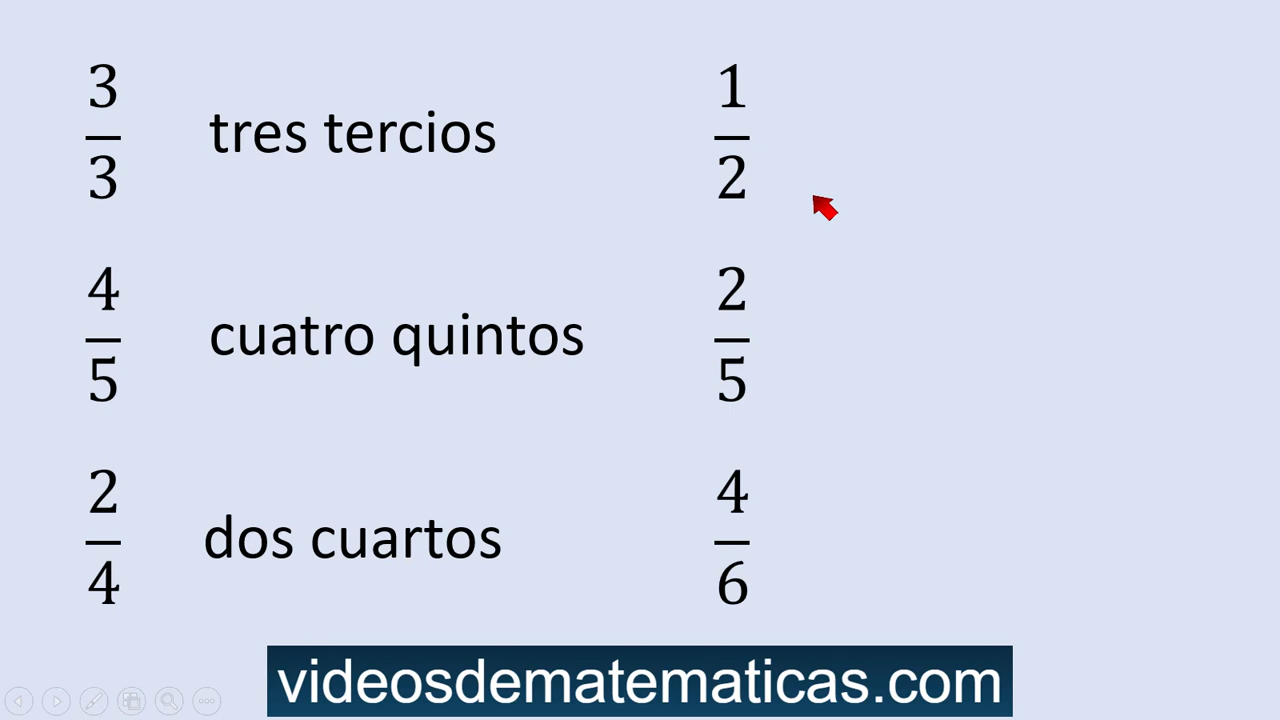 3/3 tres tercios
4/5 cuatro quintos
2/4 dos cuartos
1/2
2/5
4/6
videosdematematicas.com